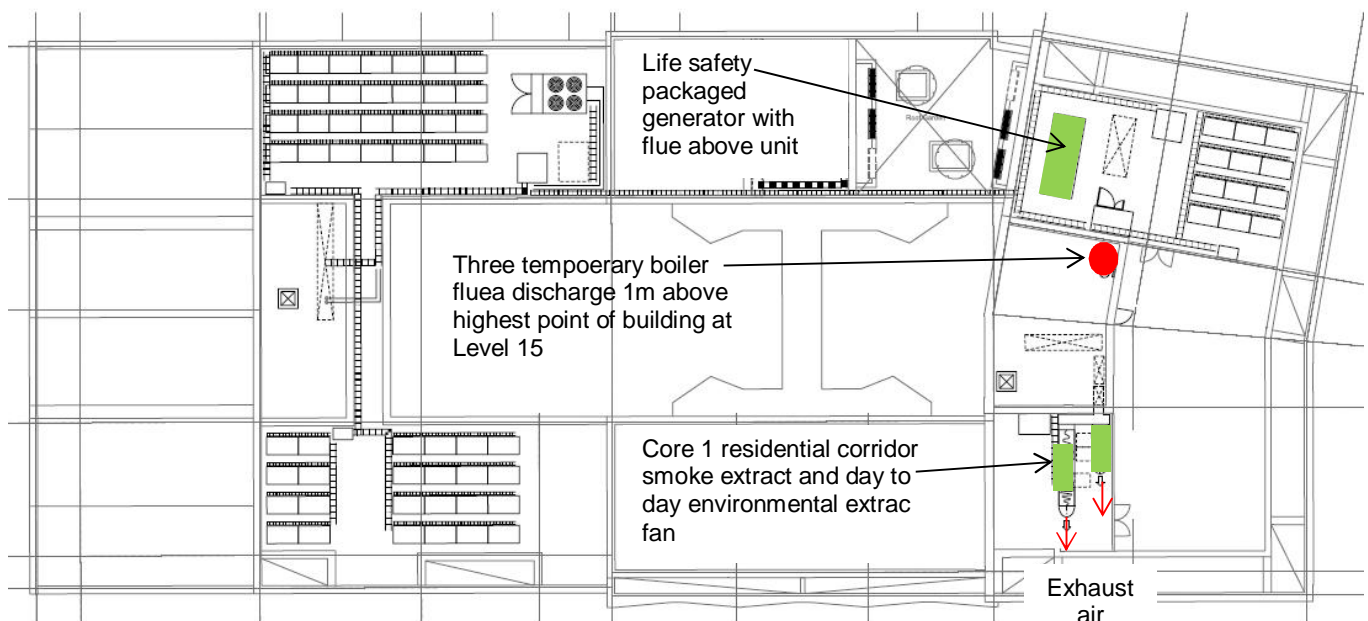 Life safety
packaged
generator with
flue above unit
Three tempoerary boiler
fluea discharge 1m above
highest point of building at
Level 15
Core 1 residential corridor
smoke extract and day to
day environmental extrac
fan
Exhaust
air